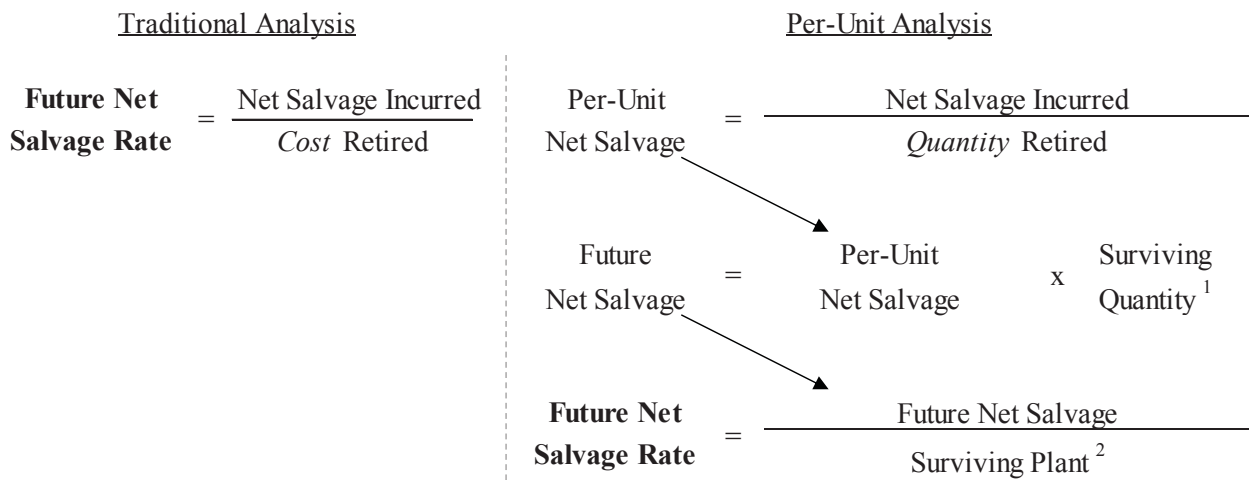 Traditional Analysis
Future Net
Salvage Rate
=
Net Salvage Incurred
Cost Retired
Per-Unit Analysis
Per-Unit
Net Salvage
=
Net Salvage Incurred
Quantity Retired
Future
Net Salvage
=
Per-Unit
Net Salvage
x
Surviving
Quantity 1
Future Net
Salvage Rate
=
Future Net Salvage
Surviving Plant 2